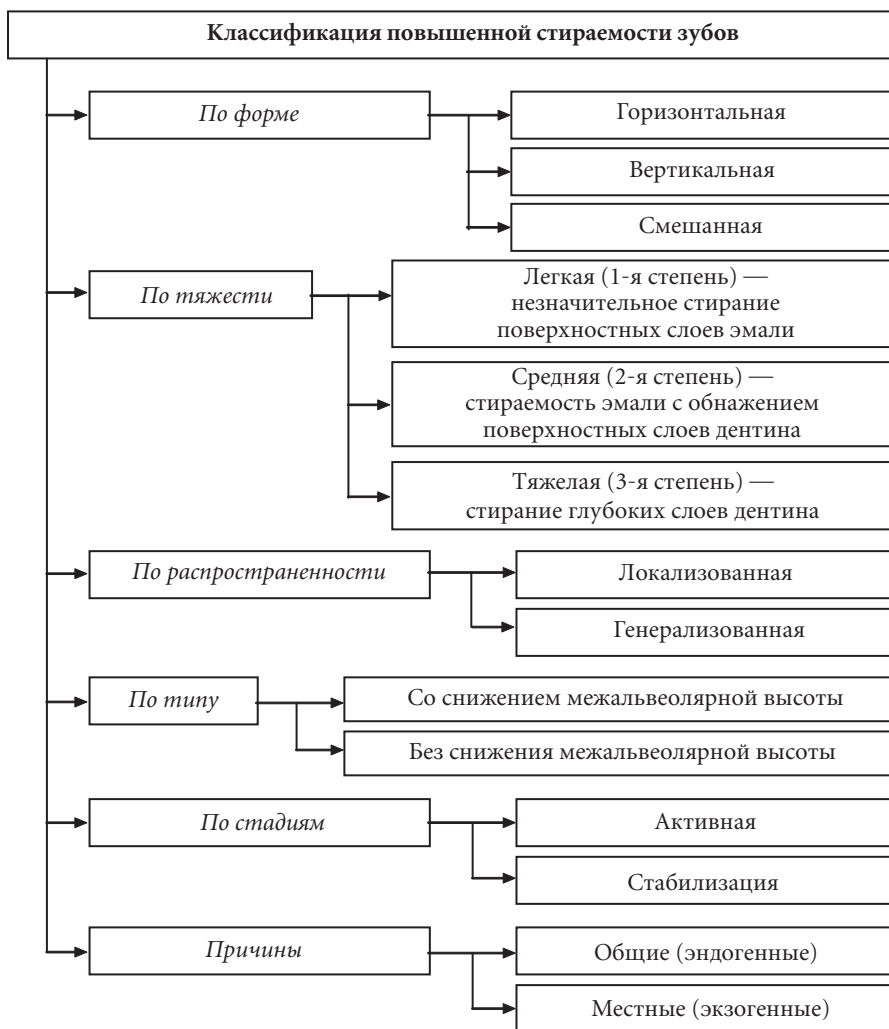 Классификация повышенной стираемости зубов
По форме
Горизонтальная
Вертикальная
Смешанная
По тяжести
Легкая (1-я степень) —
незначительное стирание
поверхностных слоев эмали
Средняя (2-я степень) —
стираемость эмали с обнажением
поверхностных слоев дентина
Тяжелая (3-я степень) —
стирание глубоких слоев дентина
По распространенности
Локализованная
Генерализованная
По типу
Со снижением межальвеолярной высоты
Без снижения межальвеолярной высоты
По стадиям
Активная
Стабилизация
Причины
Общие (эндогенные)
Местные (экзогенные)